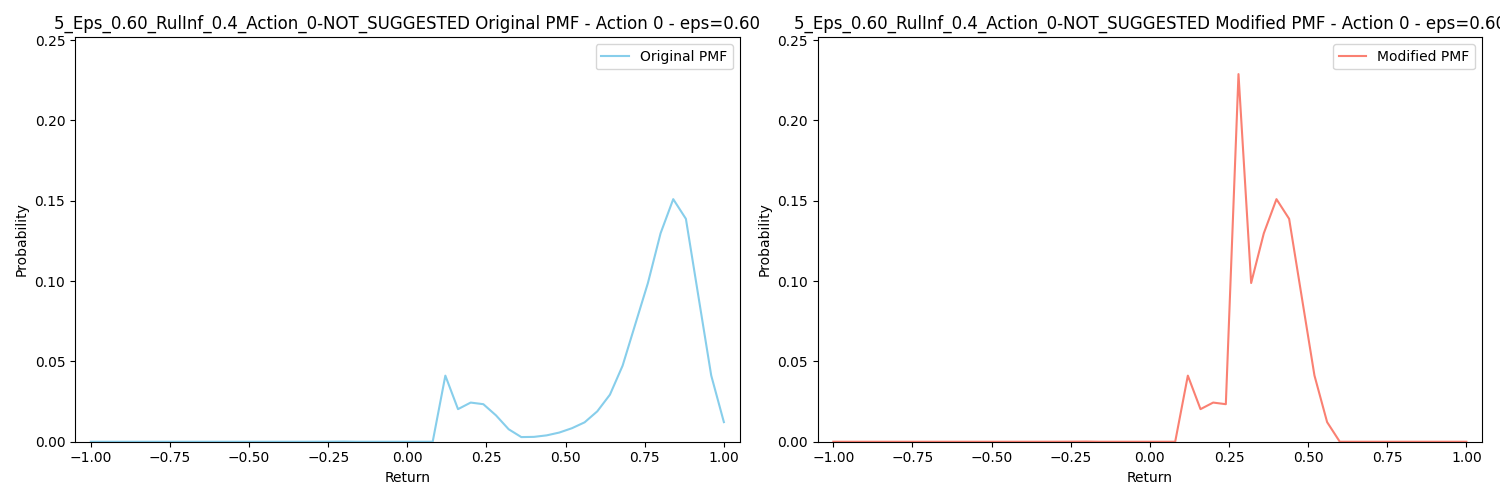 5_Eps_0.60_RulInf_0.4_Action_0-NOT_SUGGESTED Original PMF - Action 0 - eps=0.60
Original PMF
Probability
0.25
0.20
0.15
0.10
0.05
0.00
−1.00 −0.75 −0.50 −0.25 0.00 0.25 0.50 0.75 1.00
Return
5_Eps_0.60_RulInf_0.4_Action_0-NOT_SUGGESTED Modified PMF - Action 0 - eps=0.60
Modified PMF
Probability
0.25
0.20
0.15
0.10
0.05
0.00
−1.00 −0.75 −0.50 −0.25 0.00 0.25 0.50 0.75 1.00
Return